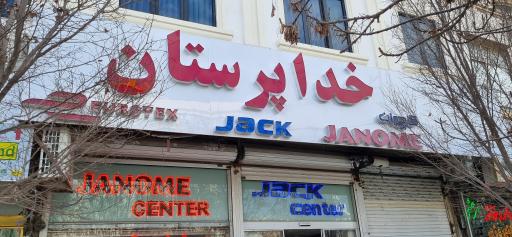 خداپرستان
EUROTEX
JACK
JANOME
JANOME
CENTER
JACK
center